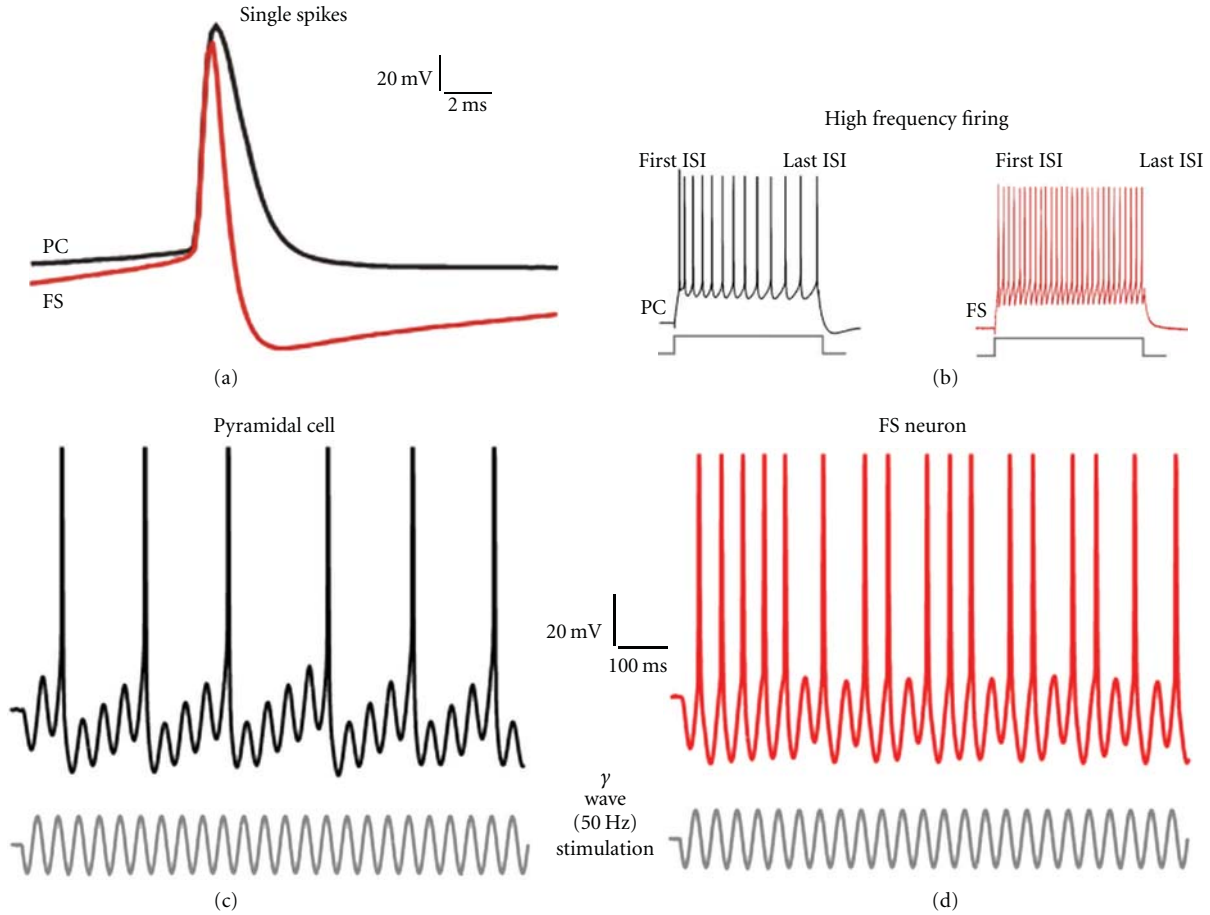 Single spikes
20 mV
2 ms
PC
FS
(a)
High frequency firing
First ISI
Last ISI
First ISI
Last ISI
PC
FS
(b)
Pyramidal cell
(c)
20 mV
100 ms
γ
wave
(50 Hz)
stimulation
FS neuron
(d)